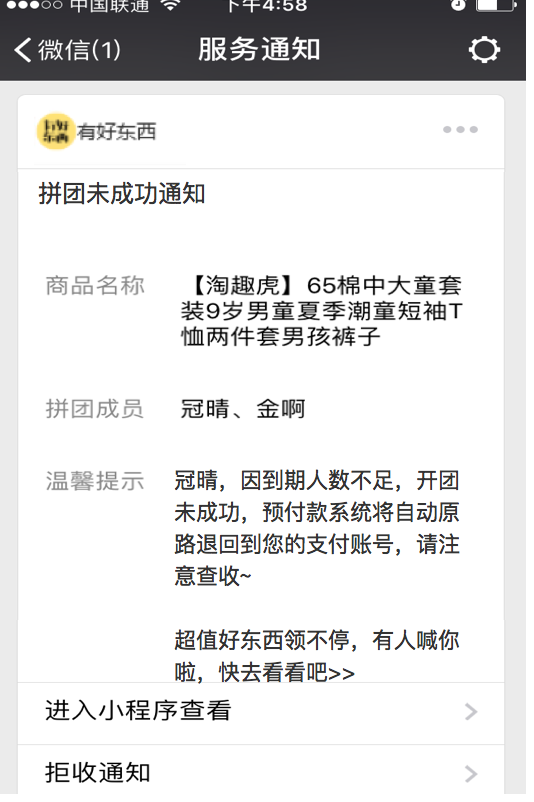 中国联通 下午4:58
微信(1) 服务通知
有好东西
拼团未成功通知
商品名称 【淘趣虎】65棉中大童套
装9岁男童夏季潮童短袖T
恤两件套男孩裤子
拼团成员 冠晴、金啊
温馨提示 冠晴，因到期人数不足，开团
未成功，预付款系统将自动原
路退回到您的支付账号，请注
意查收~
超值好东西领不停，有人喊你
啦，快去看看吧>>
进入小程序查看
拒收通知